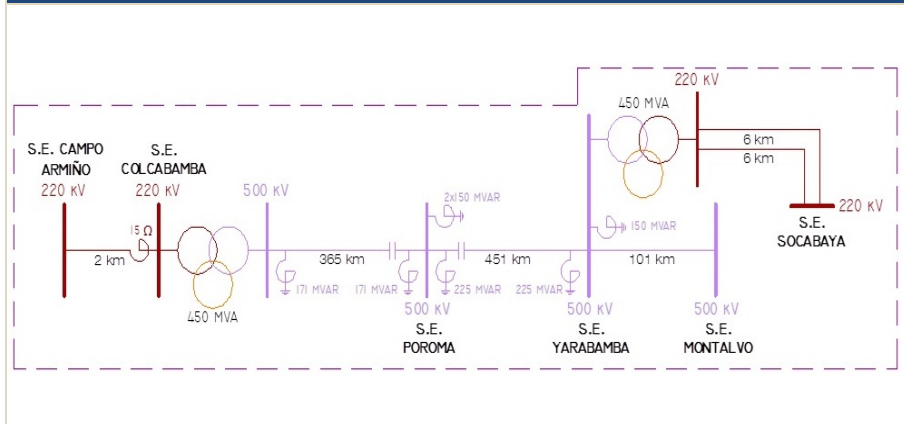 220 kV
450 MVA
S.E. CAMPO
ARMIÑO
220 kV
S.E.
COLCABAMBA
220 kV
500 kV
2x150 MVAR
6 km
6 km
220 kV
S.E.
SOCABAYA
15 Ω
2 km
450 MVA
365 km
171 MVAR
171 MVAR
225 MVAR
451 km
225 MVAR
150 MVAR
101 km
500 kV
S.E.
POROMA
500 kV
S.E.
YARABAMBA
500 kV
S.E.
MONTALVO